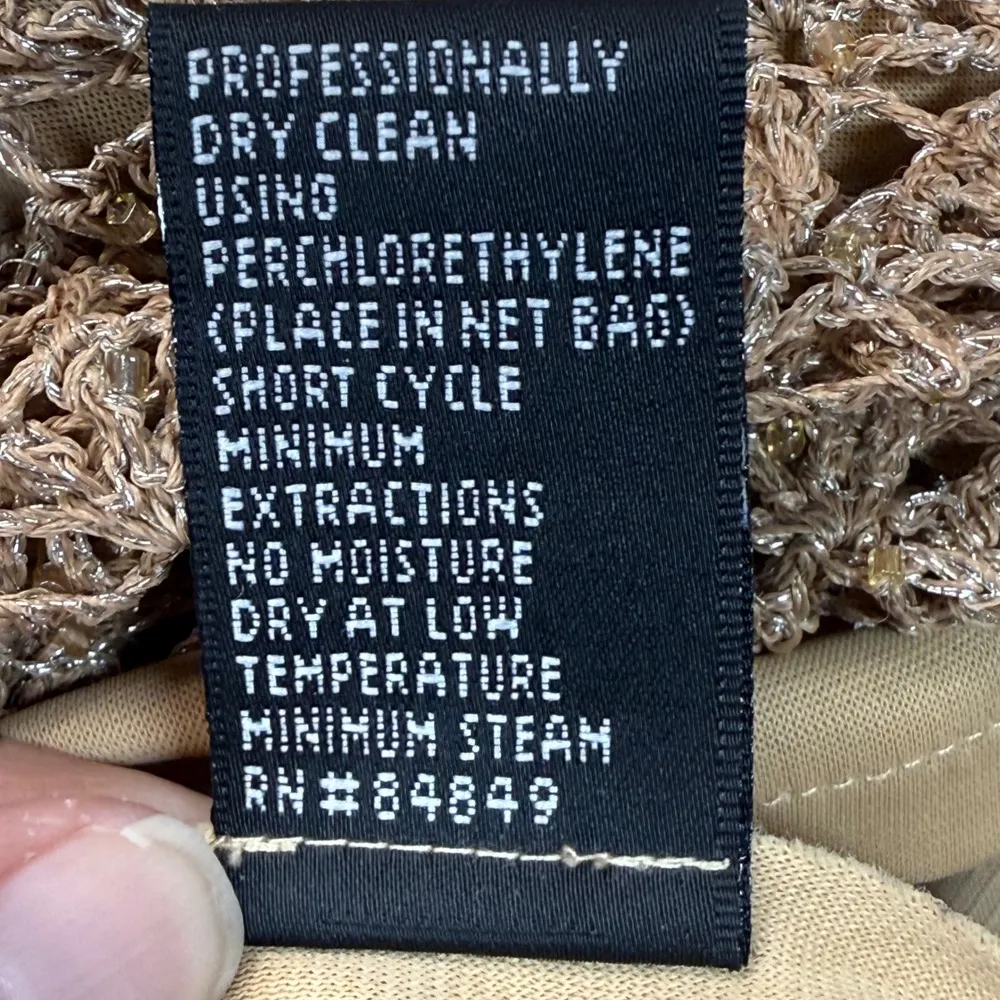 PROFESSIONALLY
DRY CLEAN
USING
PERCHLORETHYLENE
(PLACE IN NET BAG)
SHORT CYCLE
MINIMUM
EXTRACTIONS
NO MOISTURE
DRY AT LOW
TEMPERATURE
MINIMUM STEAM
RN #84849